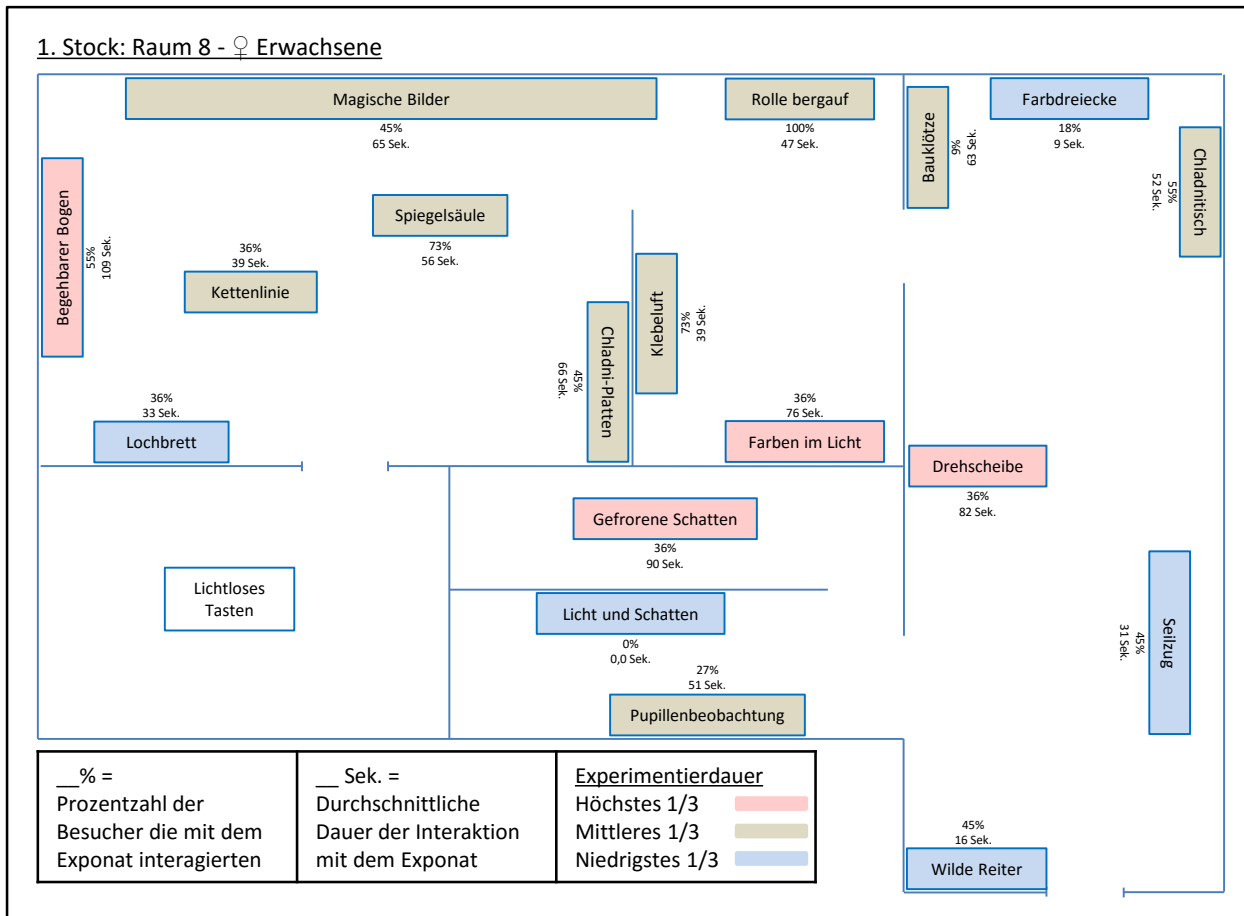 1. Stock: Raum 8 - ♀ Erwachsene
Magische Bilder
45%
65 Sek.
Rolle bergauf
100%
47 Sek.
Bauklötze
9%
63 Sek.
Farbdreiecke
18%
9 Sek.
Chladnitisch
55%
52 Sek.
Begehbarer Bogen
55%
109 Sek.
Spiegelsäule
73%
56 Sek.
36%
39 Sek.
Kettenlinie
Chladni-Platten
45%
66 Sek.
Klebeluft
73%
39 Sek.
36%
33 Sek.
Lochbrett
36%
76 Sek.
Farben im Licht
Drehscheibe
36%
82 Sek.
Gefrorene Schatten
36%
90 Sek.
Lichtloses
Tasten
Licht und Schatten
0%
0,0 Sek.
27%
51 Sek.
Pupillenbeobachtung
Seilzug
45%
31 Sek.
45%
16 Sek.
Wilde Reiter
__% =
Prozentzahl der
Besucher die mit dem
Exponat interagierten
__ Sek. =
Durchschnittliche
Dauer der Interaktion
mit dem Exponat
Experimentierdauer
Höchstes 1/3
Mittleres 1/3
Niedrigstes 1/3